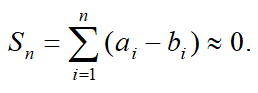 $S_n = \sum_{i=1}^{n} (a_i - b_i) \approx 0.$